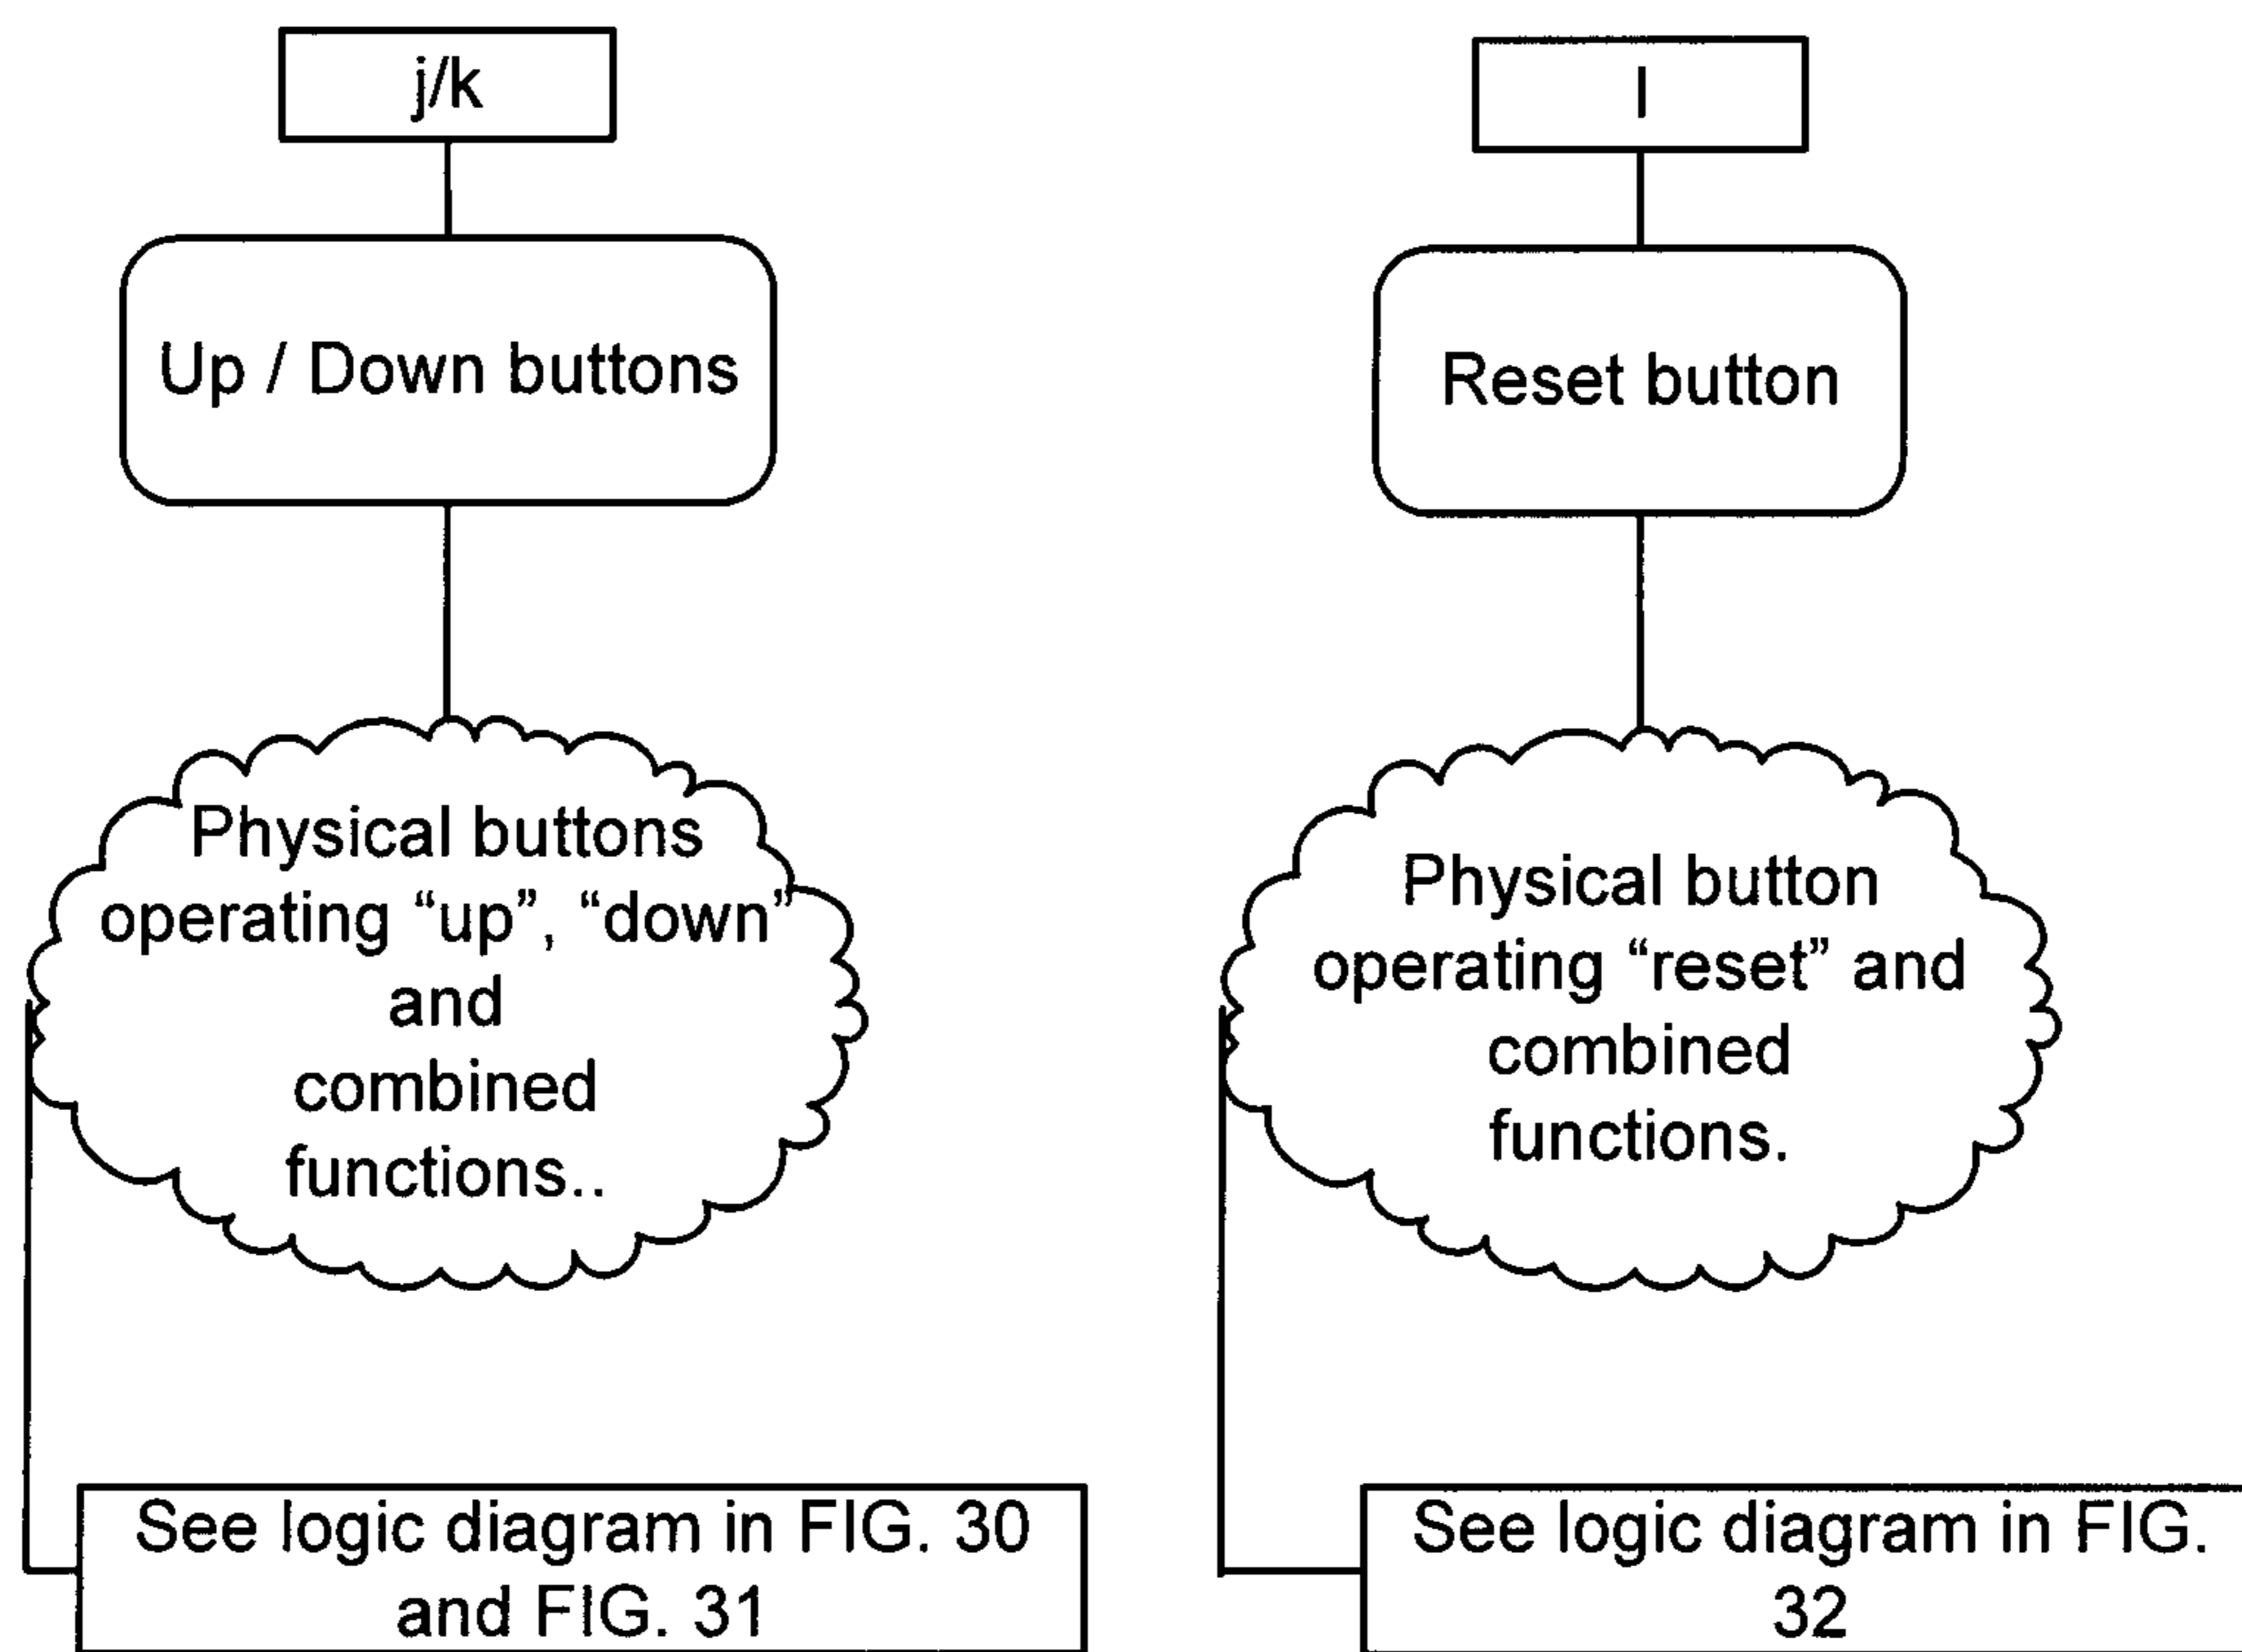 j/k
Up / Down buttons
Physical buttons
operating “up”, “down”
and
combined
functions..
See logic diagram in FIG. 30
and FIG. 31
l
Reset button
Physical button
operating “reset” and
combined
functions.
See logic diagram in FIG.
32